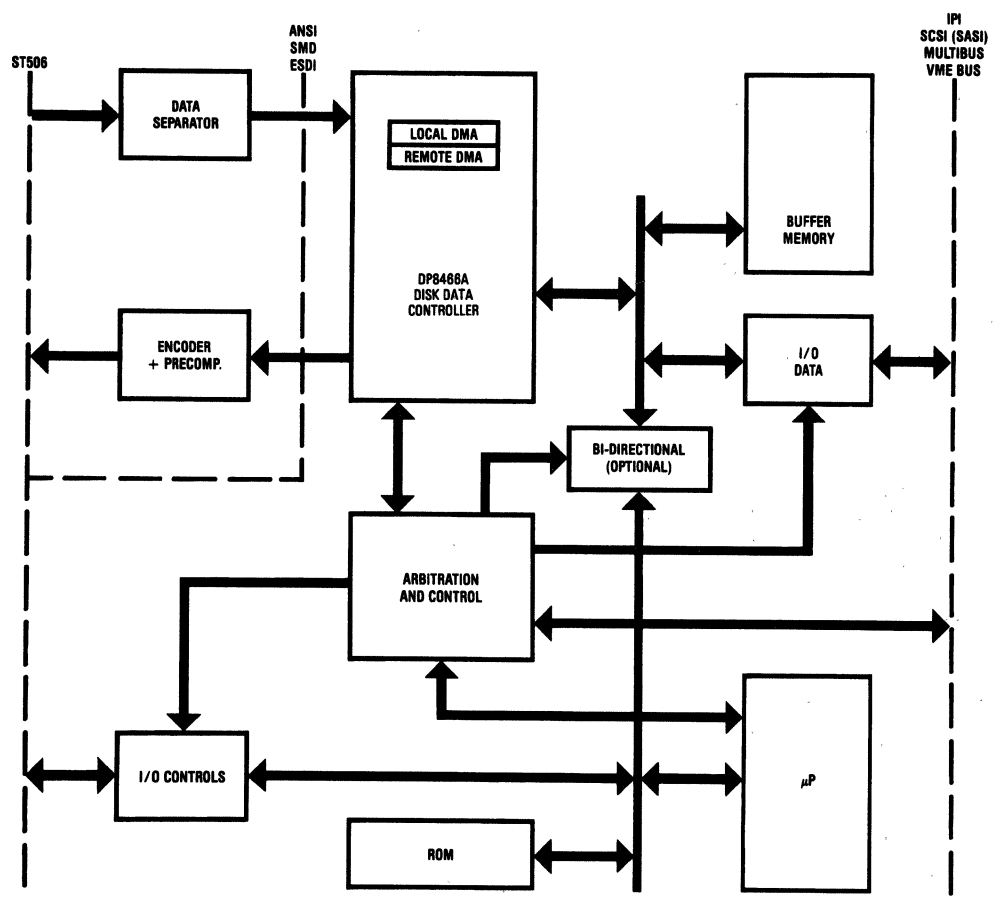 ST506
ANSI
SMD
ESDI
IPI
SCSI (SASI)
MULTIBUS
VME BUS
DATA
SEPARATOR
LOCAL DMA
REMOTE DMA
BUFFER
MEMORY
DP8466A
DISK DATA
CONTROLLER
ENCODER
+ PRECOMP.
I/O
DATA
BI-DIRECTIONAL
(OPTIONAL)
ARBITRATION
AND CONTROL
I/O CONTROLS
μP
ROM